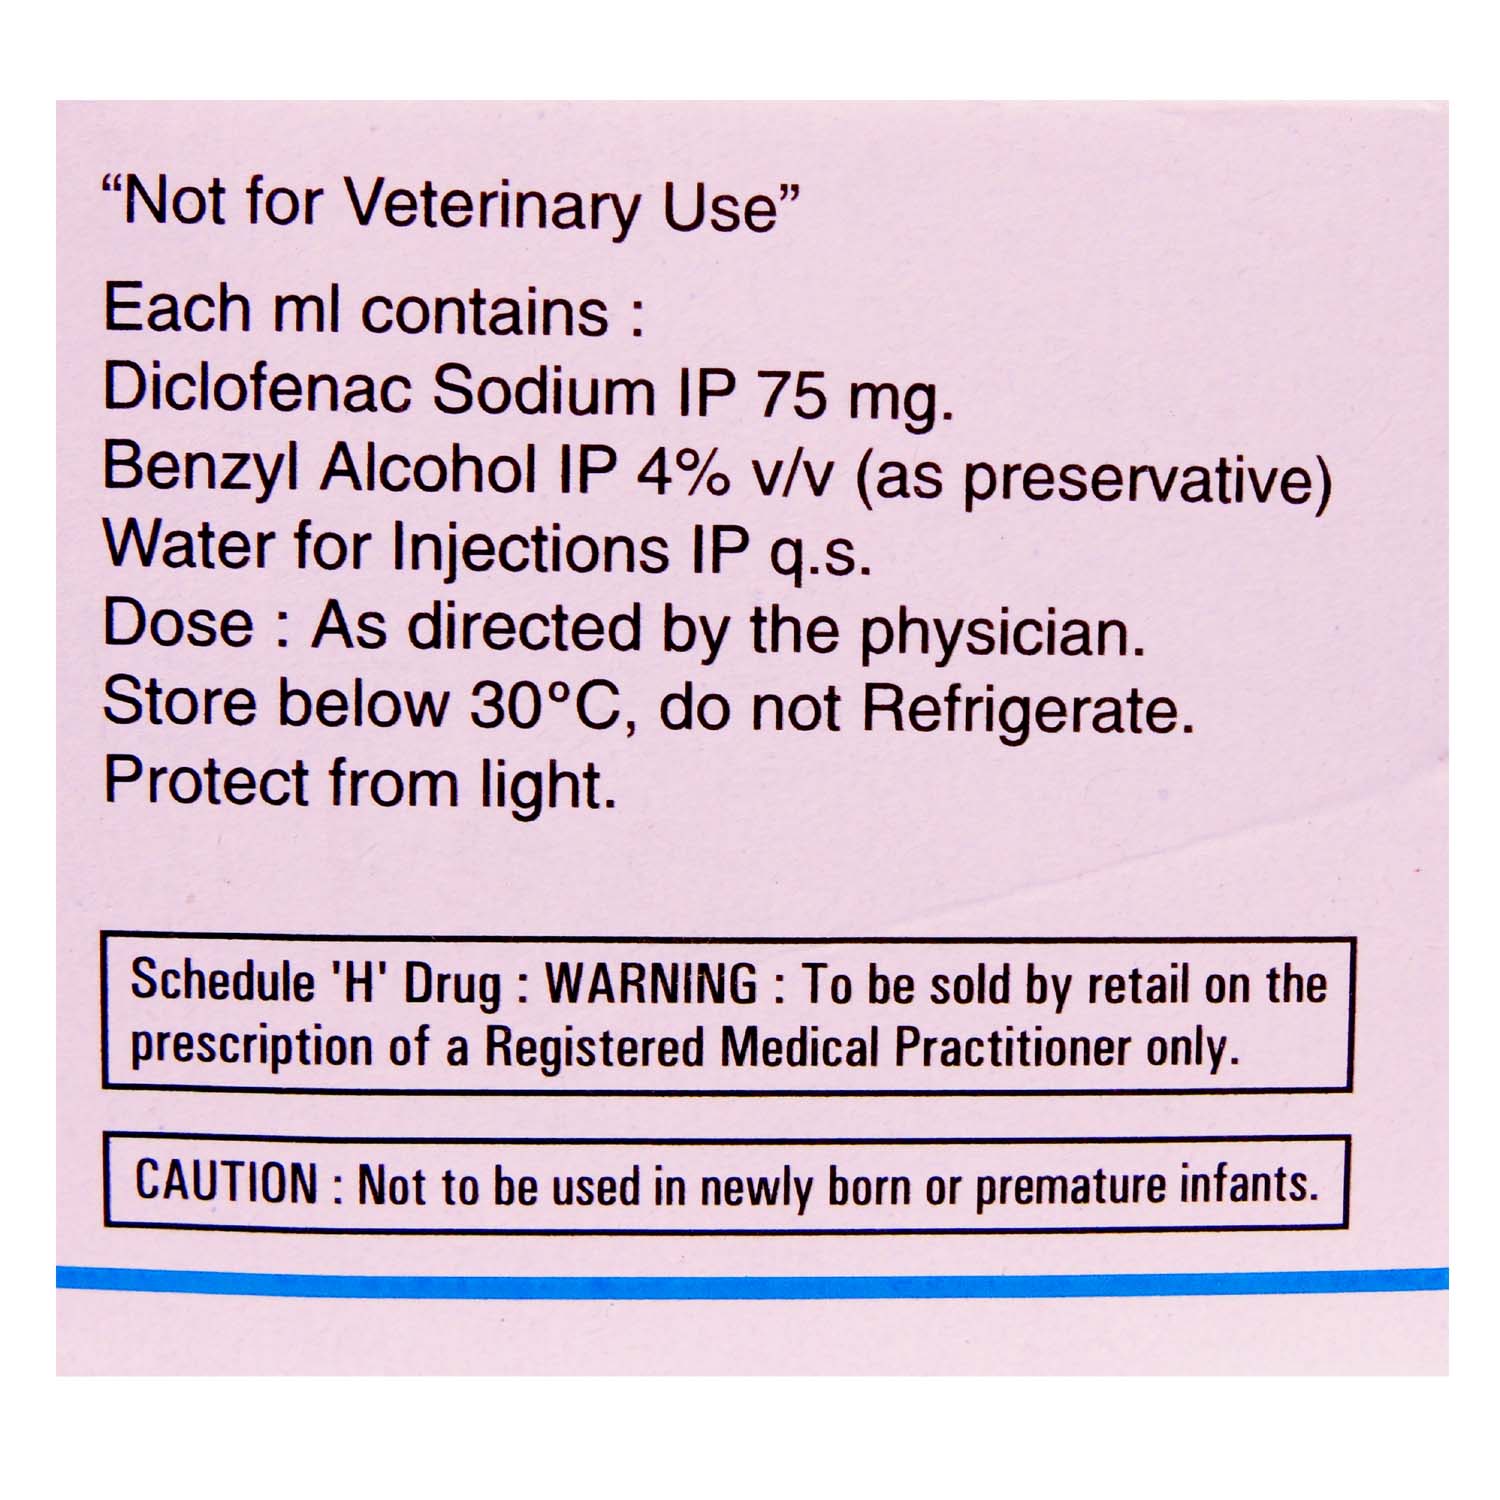 “Not for Veterinary Use”
Each ml contains :
Diclofenac Sodium IP 75 mg.
Benzyl Alcohol IP 4% v/v (as preservative)
Water for Injections IP q.s.
Dose : As directed by the physician.
Store below 30°C, do not Refrigerate.
Protect from light.
Schedule 'H' Drug : WARNING : To be sold by retail on the
prescription of a Registered Medical Practitioner only.
CAUTION : Not to be used in newly born or premature infants.